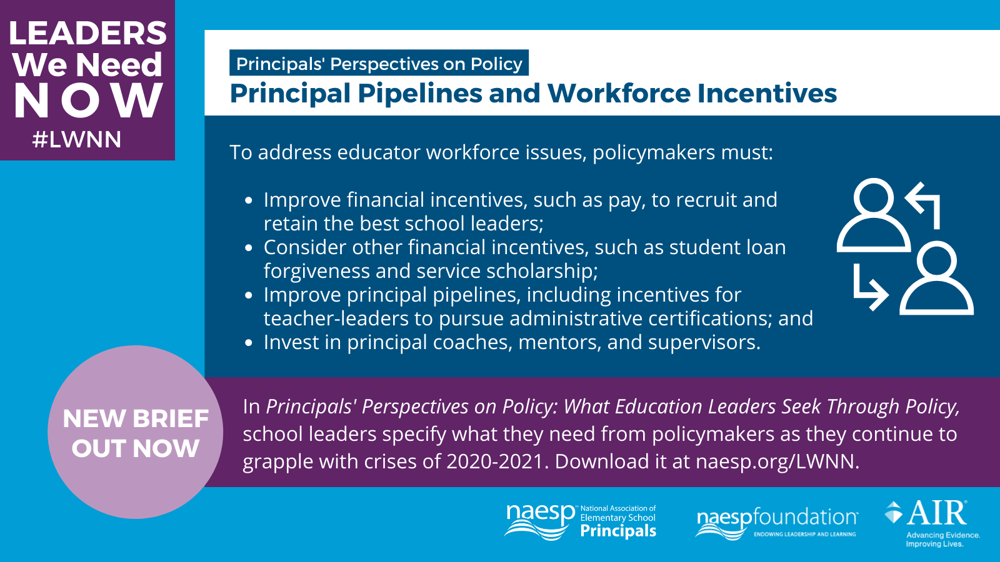 LEADERS
We Need
NOW
#LWNN
Principals' Perspectives on Policy
Principal Pipelines and Workforce Incentives
To address educator workforce issues, policymakers must:
• Improve financial incentives, such as pay, to recruit and
retain the best school leaders;
• Consider other financial incentives, such as student loan
forgiveness and service scholarship;
• Improve principal pipelines, including incentives for
teacher-leaders to pursue administrative certifications; and
• Invest in principal coaches, mentors, and supervisors.
NEW BRIEF
OUT NOW
In Principals' Perspectives on Policy: What Education Leaders Seek Through Policy,
school leaders specify what they need from policymakers as they continue to
grapple with crises of 2020-2021. Download it at naesp.org/LWNN.
naesp™
National Association of
Elementary School
Principals
naespfoundation™
ENDOWING LEADERSHIP AND LEARNING
AIR®
Advancing Evidence.
Improving Lives.